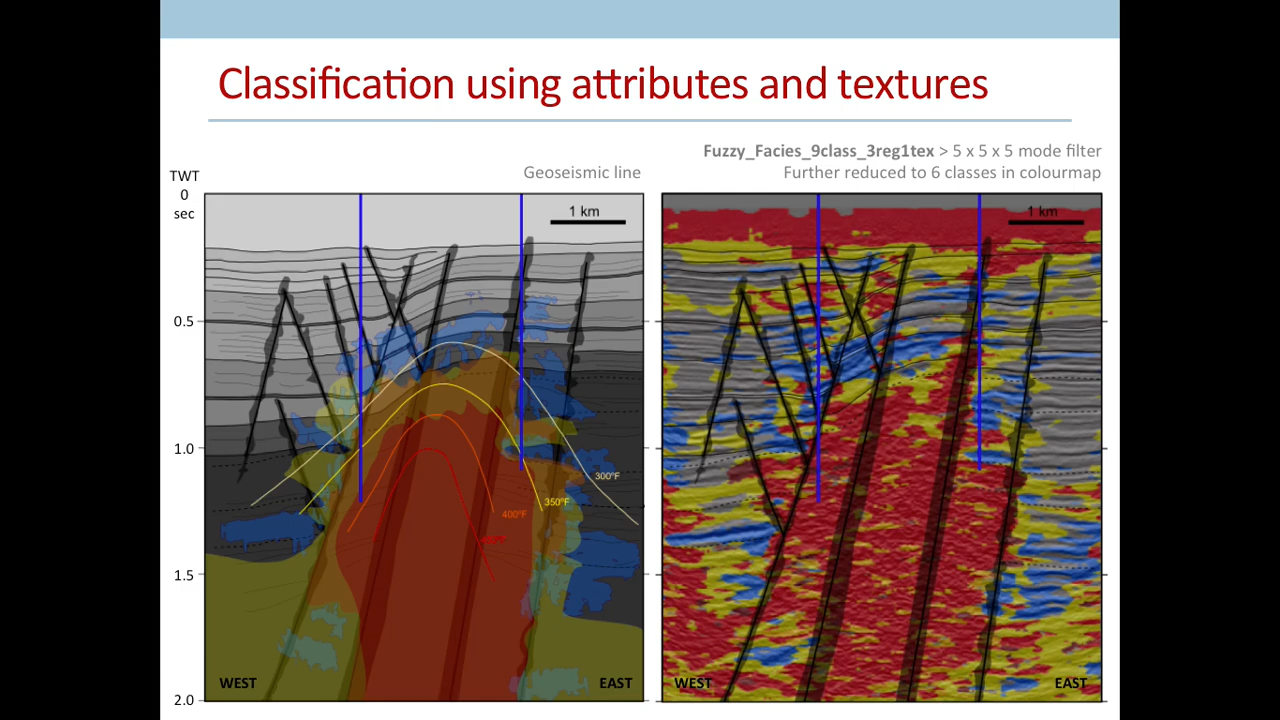 Classification using attributes and textures
Fuzzy_Facies_9class_3reg1tex > 5 x 5 x 5 mode filter
Geoseismic line
Further reduced to 6 classes in colourmap
TWT
0
sec
0.5
1.0
1.5
2.0
1 km
300°F
350°F
400°F
WEST
EAST
1 km
WEST
EAST